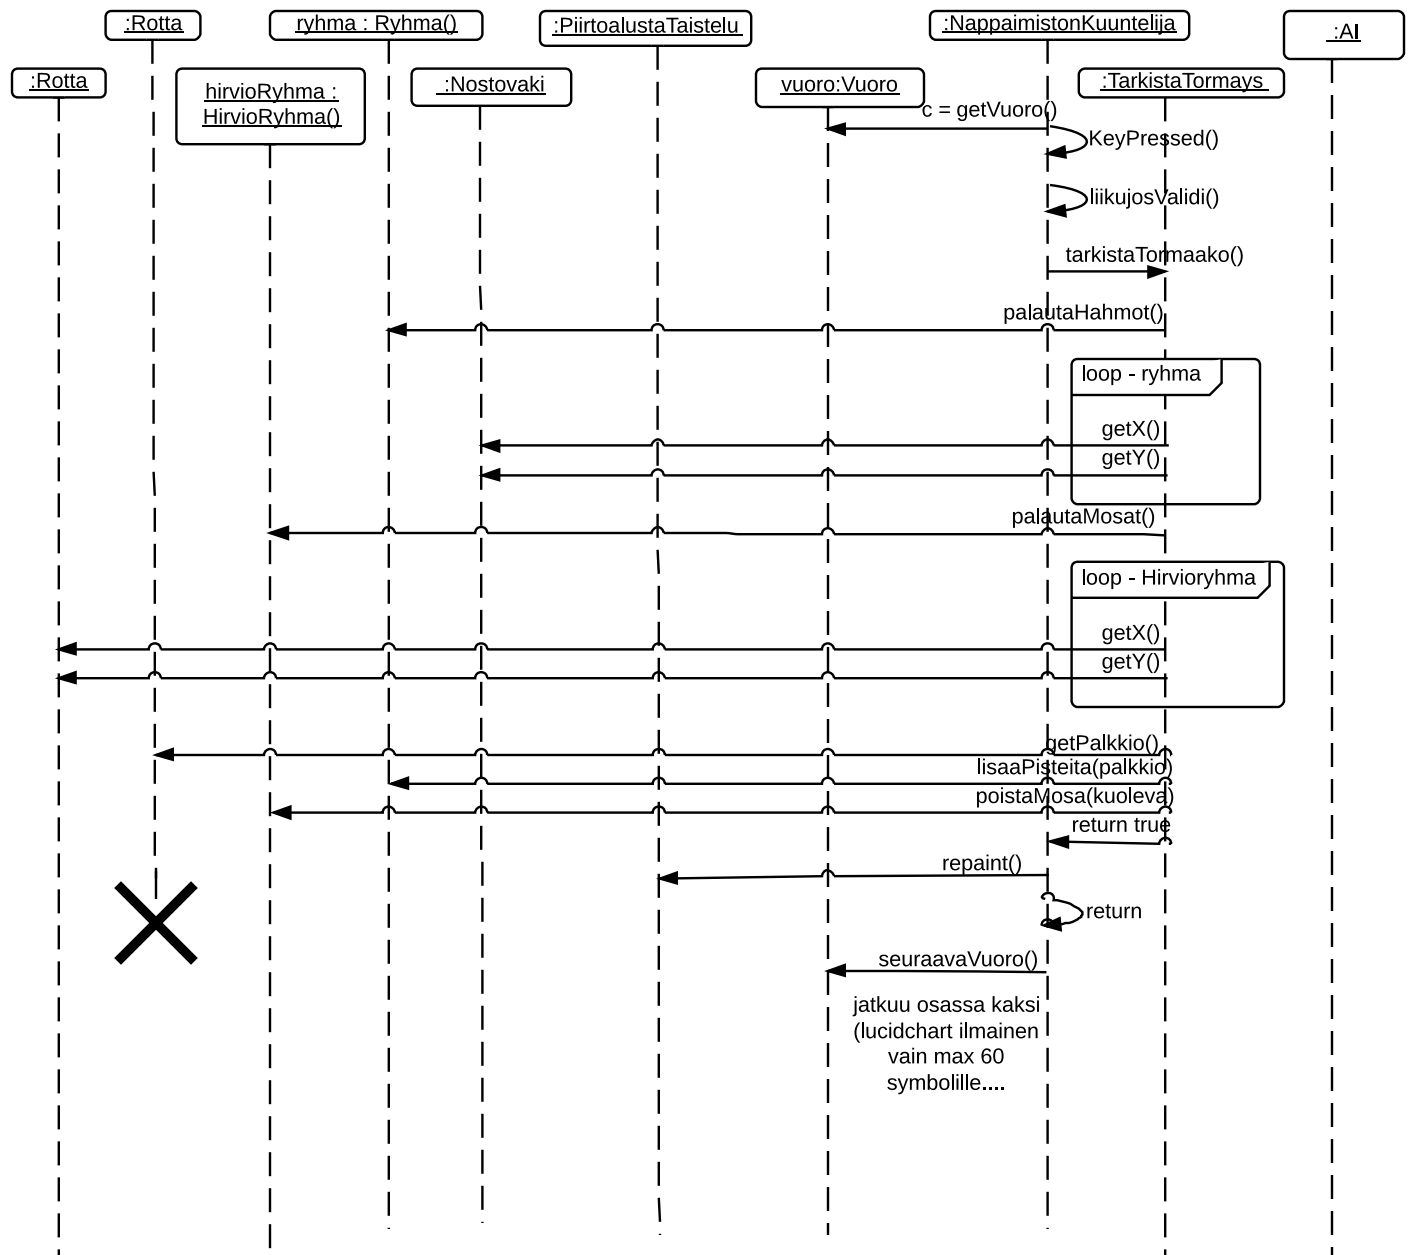 :Rotta
ryhma : Ryhma()
:PiirtoalustaTaistelu
:NappaimistonKuuntelija
:AI
:Rotta
hirvioRyhma :
HirvioRyhma()
:Nostovaki
vuoro:Vuoro
:TarkistaTormays
c = getVuoro()
KeyPressed()
liikujosValidi()
tarkistaTormaako()
palautaHahmot()
loop - ryhma
getX()
getY()
palautaMosat()
loop - Hirvioryhma
getX()
getY()
getPalkkio()
lisaaPisteita(palkkio)
poistaMosa(kuoleva)
return true
repaint()
return
seuraavaVuoro()
jatkuu osassa kaksi
(lucidchart ilmainen
vain max 60
symbolille....